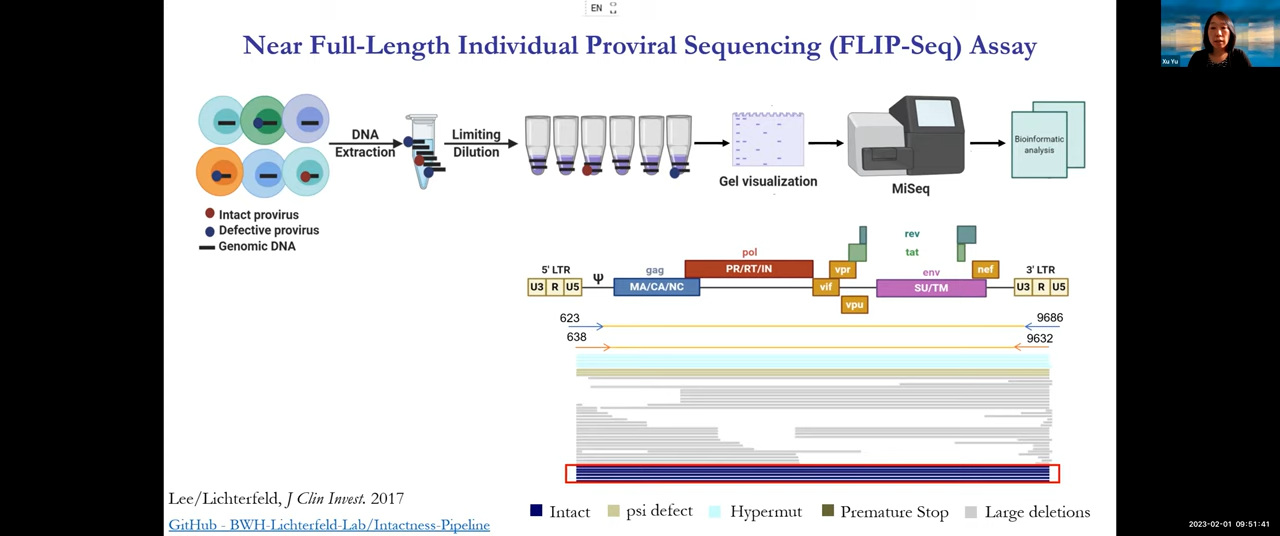 EN
Near Full-Length Individual Proviral Sequencing (FLIP-Seq) Assay
Xu Yu
DNA
Extraction
Limiting
Dilution
Gel visualization
MiSeq
Bioinformatic
analysis
Intact provirus
Defective provirus
Genomic DNA
rev
tat
pol
PR/RT/IN
5' LTR
U3 R U5
Ψ
gag
MA/CA/NC
vpr
vif
vpu
env
SU/TM
nef
3' LTR
U3 R U5
623
9686
638
9632
Lee/Lichterfeld, J Clin Invest. 2017
GitHub - BWH-Lichterfeld-Lab/Intactness-Pipeline
Intact
psi defect
Hypermut
Premature Stop
Large deletions
2023-02-01 09:51:41